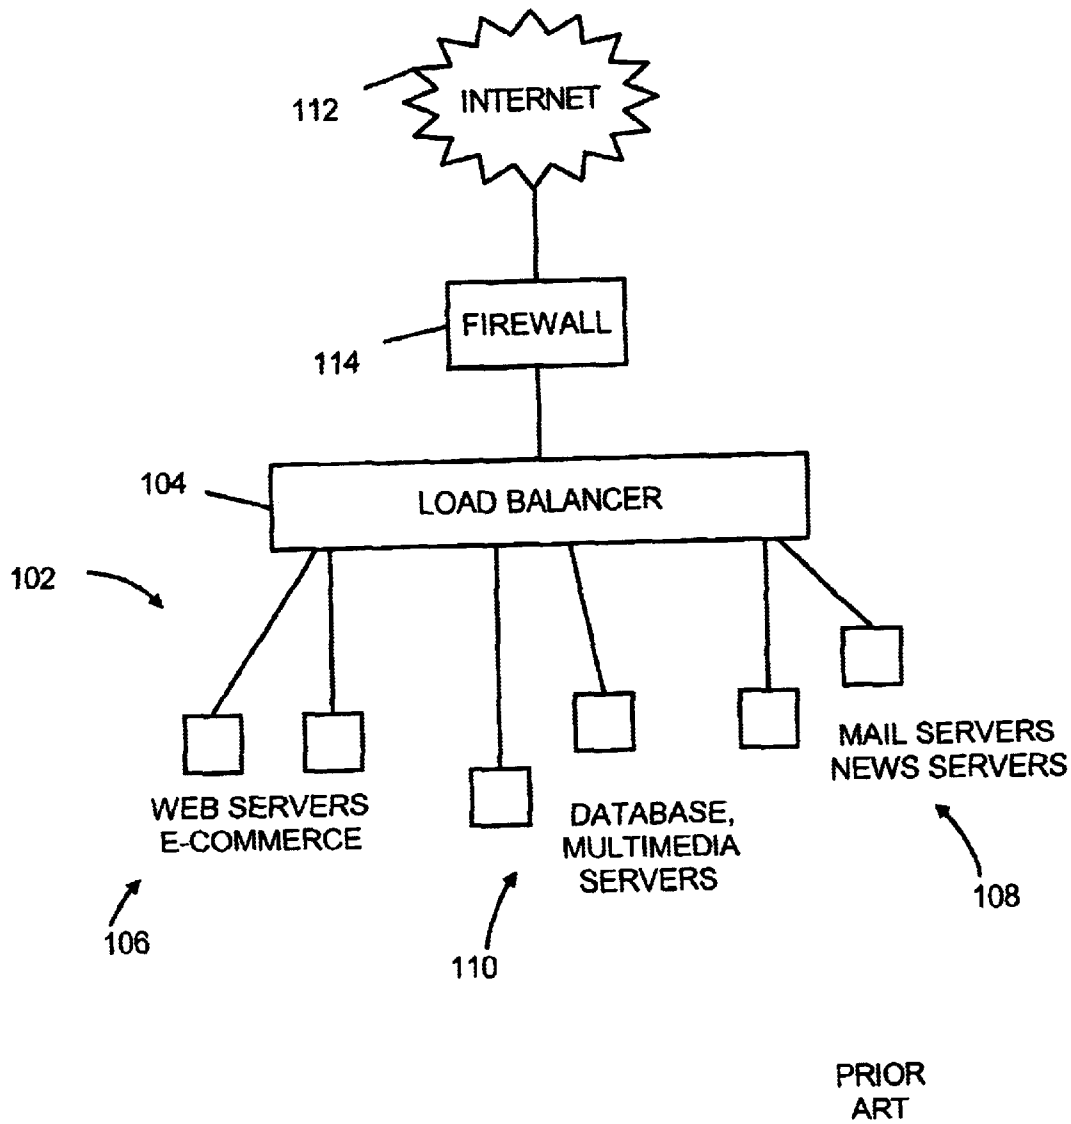 INTERNET
112
FIREWALL
114
104
LOAD BALANCER
102
MAIL SERVERS
NEWS SERVERS
WEB SERVERS
E-COMMERCE
DATABASE,
MULTIMEDIA
SERVERS
108
106
110
PRIOR
ART